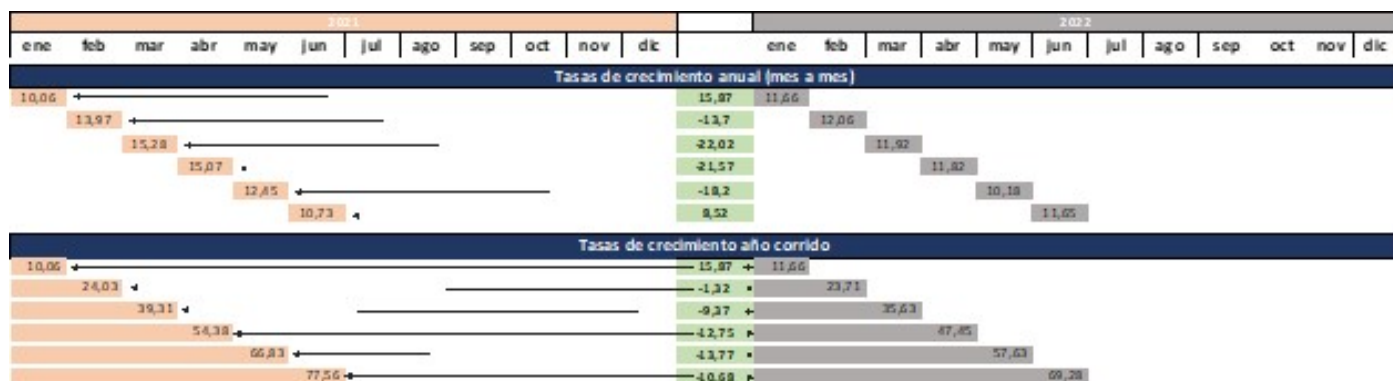 2021 2022
ene feb mar abr may jun jul ago sep oct nov dic ene feb mar abr may jun jul ago sep oct nov dic
Tasas de crecimiento anual (mes a mes)
10,06 15,87 11,66
13,97 -13,7 12,06
15,28 -22,02 11,92
15,07 -21,57 11,82
12,45 -18,2 10,18
10,73 8,52 11,65
Tasas de crecimiento año corrido
10,06 15,87 11,66
24,03 -1,32 23,71
39,31 -9,37 35,63
54,38 -12,75 47,45
66,83 -13,77 57,63
77,56 -10,68 69,28